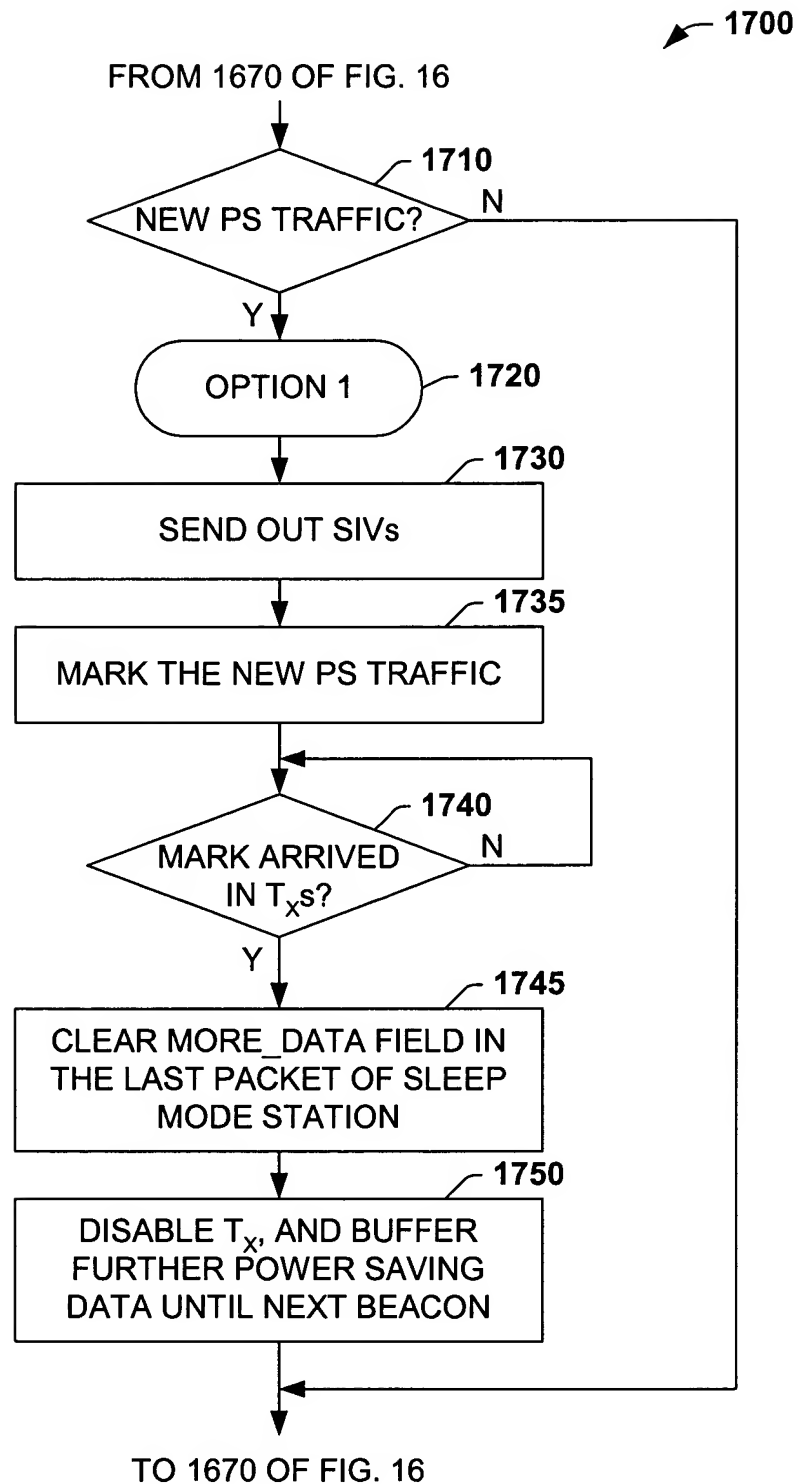 1700
FROM 1670 OF FIG. 16
1710
NEW PS TRAFFIC?
N
Y
OPTION 1
1720
1730
SEND OUT SIVs
1735
MARK THE NEW PS TRAFFIC
1740
MARK ARRIVED
IN TXs?
N
Y
1745
CLEAR MORE_DATA FIELD IN
THE LAST PACKET OF SLEEP
MODE STATION
1750
DISABLE TX, AND BUFFER
FURTHER POWER SAVING
DATA UNTIL NEXT BEACON
TO 1670 OF FIG. 16